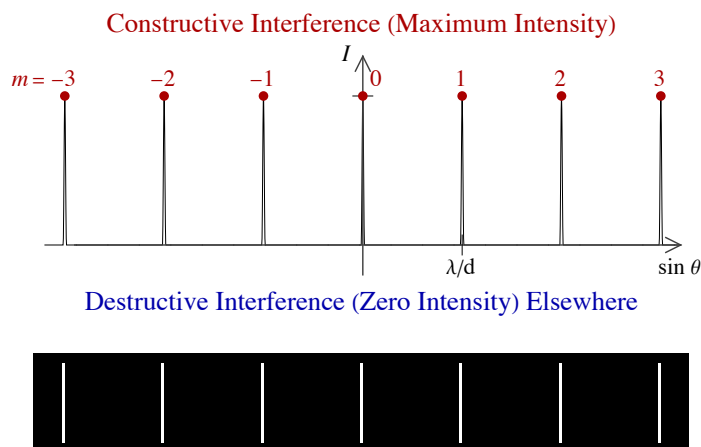 Constructive Interference (Maximum Intensity)
I
m = −3 −2 −1 0 1 2 3
λ/d
sin θ
Destructive Interference (Zero Intensity) Elsewhere